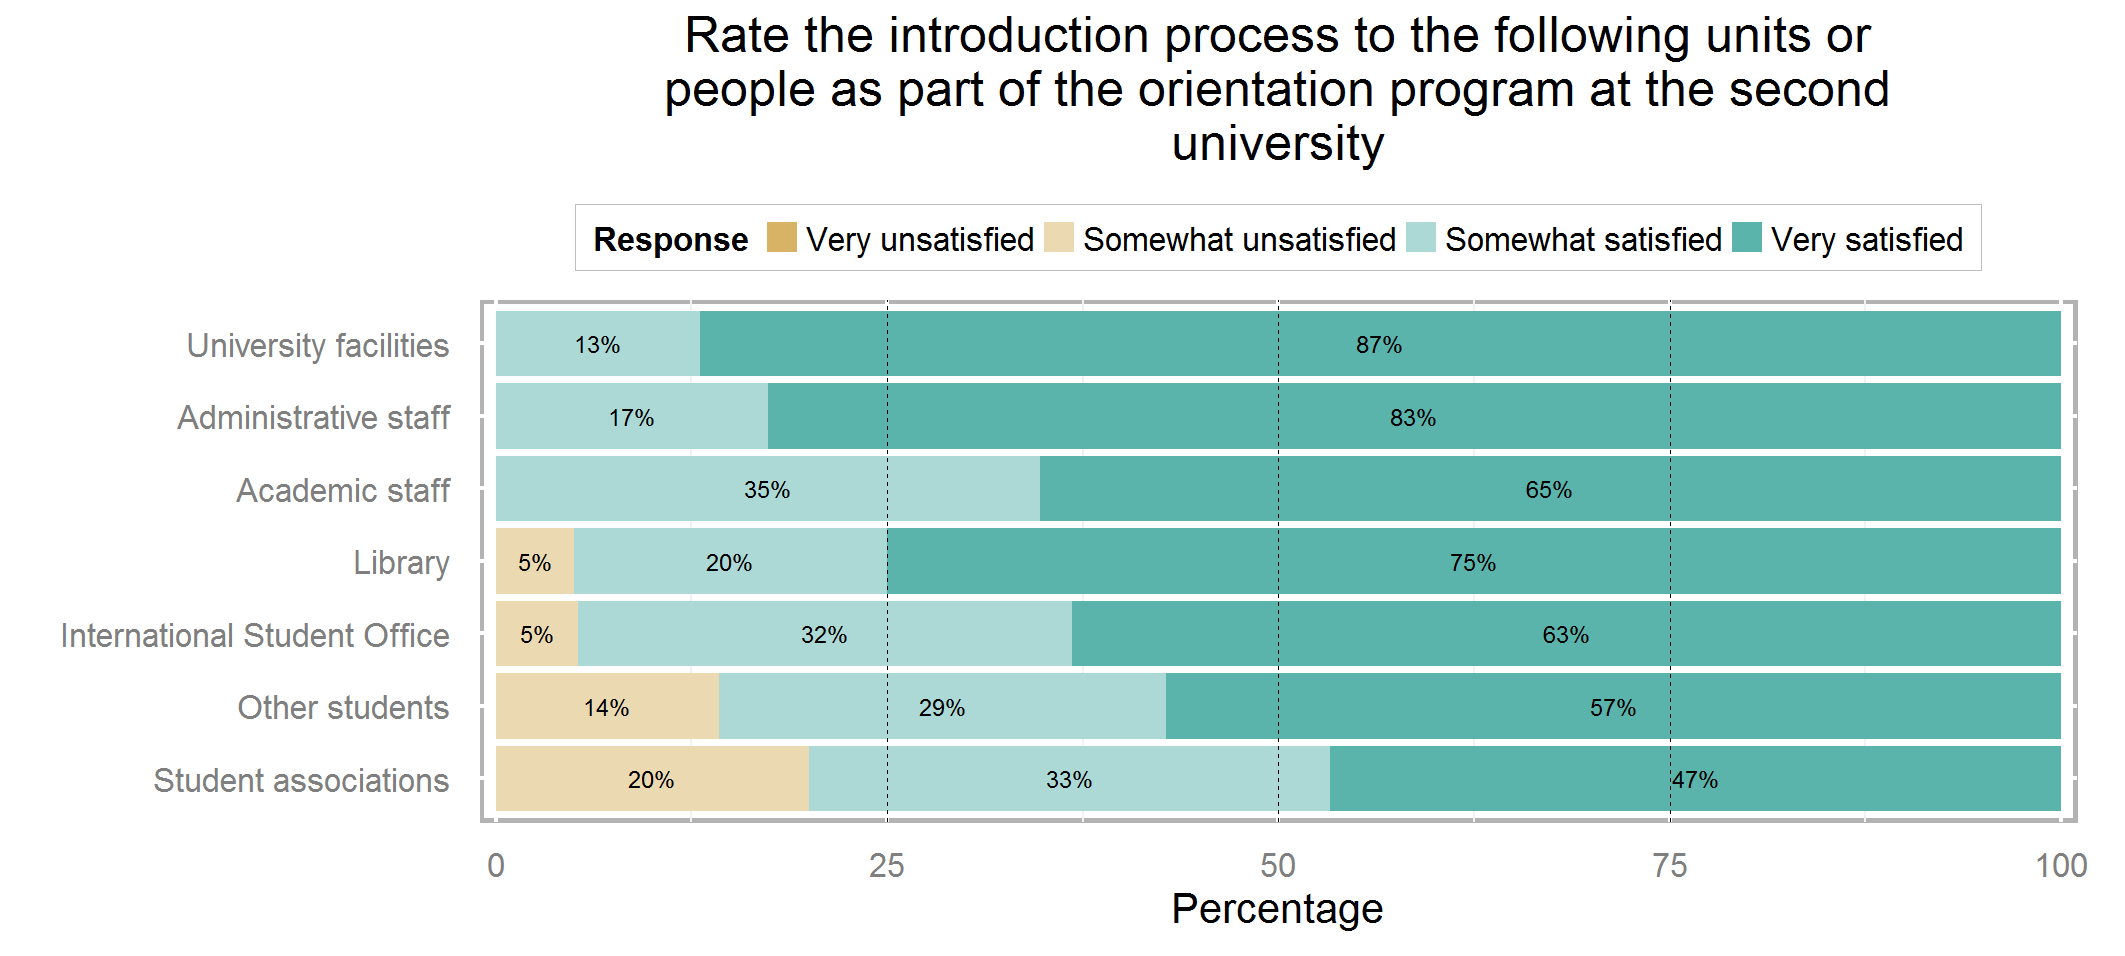 Rate the introduction process to the following units or
people as part of the orientation program at the second
university
Response Very unsatisfied Somewhat unsatisfied Somewhat satisfied Very satisfied
University facilities 13% 87%
Administrative staff 17% 83%
Academic staff 35% 65%
Library 5% 20% 75%
International Student Office 5% 32% 63%
Other students 14% 29% 57%
Student associations 20% 33% 47%
0 25 50 75 100
Percentage